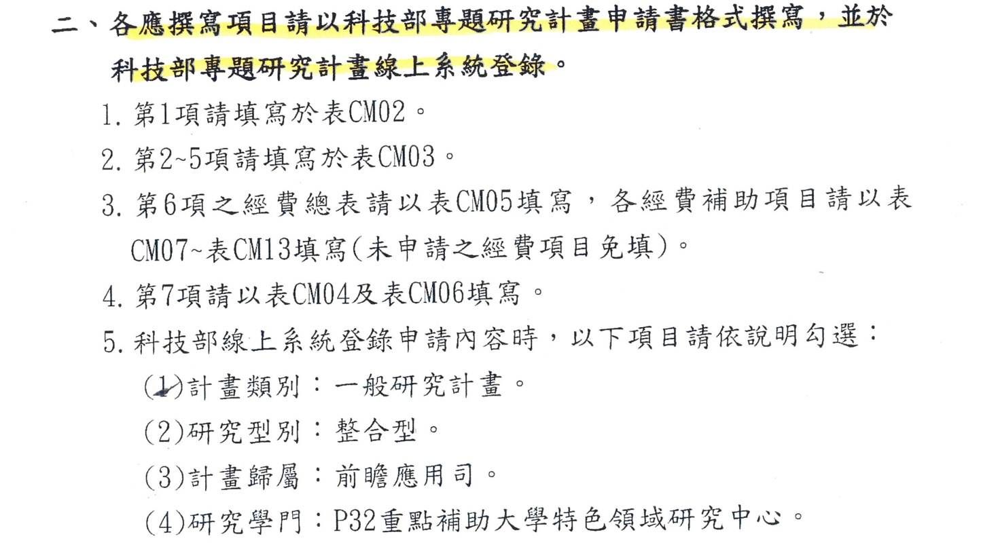 二、各應撰寫項目請以科技部專題研究計畫申請書格式撰寫，並於
科技部專題研究計畫線上系統登錄。
1. 第1項請填寫於表CM02。
2. 第2~5項請填寫於表CM03。
3. 第6項之經費總表請以表CM05填寫，各經費補助項目請以表
CM07~表CM13填寫(未申請之經費項目免填)。
4. 第7項請以表CM04及表CM06填寫。
5. 科技部線上系統登錄申請內容時，以下項目請依說明勾選：
(1)計畫類別：一般研究計畫。
(2)研究型別：整合型。
(3)計畫歸屬：前瞻應用司。
(4)研究學門：P32重點補助大學特色領域研究中心。